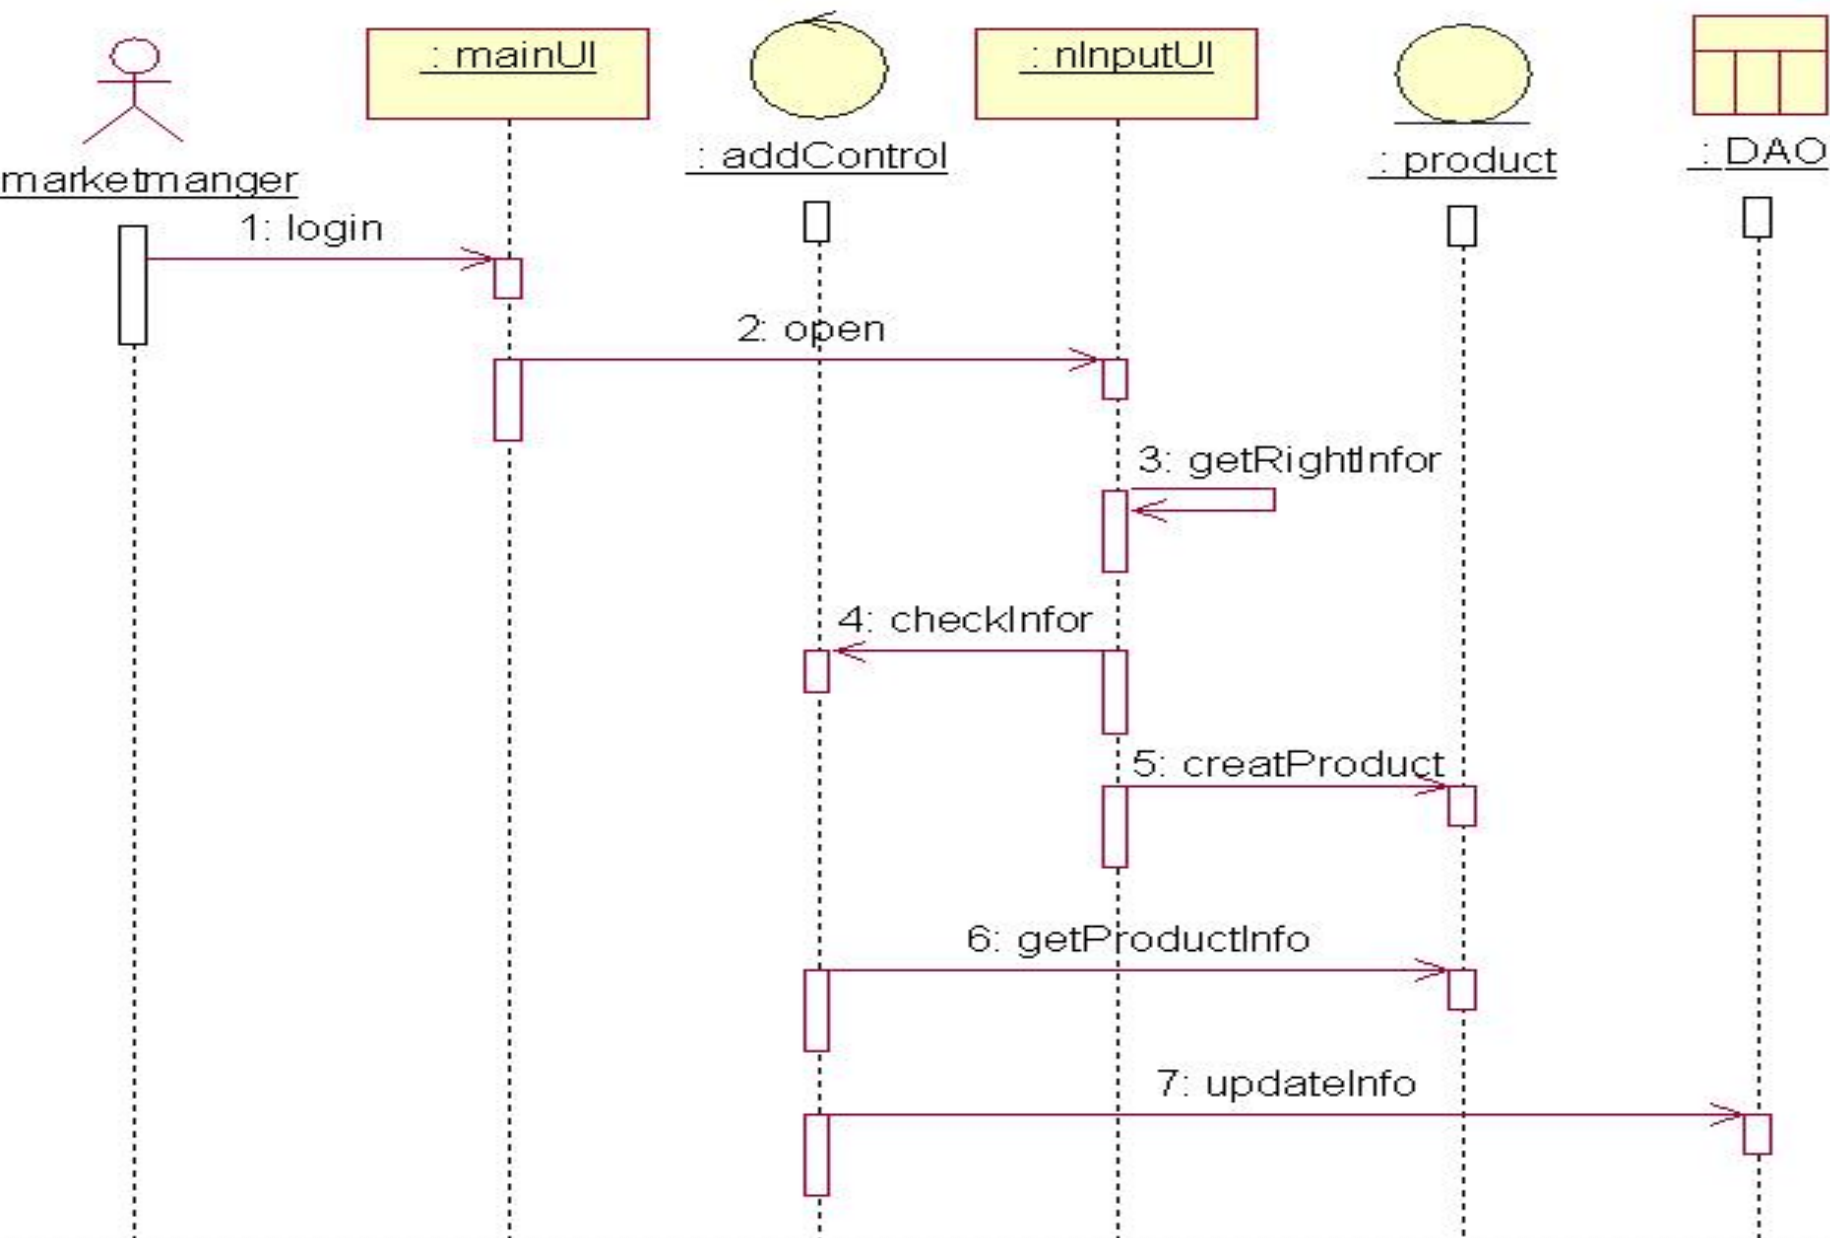 : mainUI
: nInputUI
: addControl
: product
: DAO
marketmanger
1: login
2: open
3: getRightInfor
4: checkInfor
5: creatProduct
6: getProductInfo
7: updateInfo